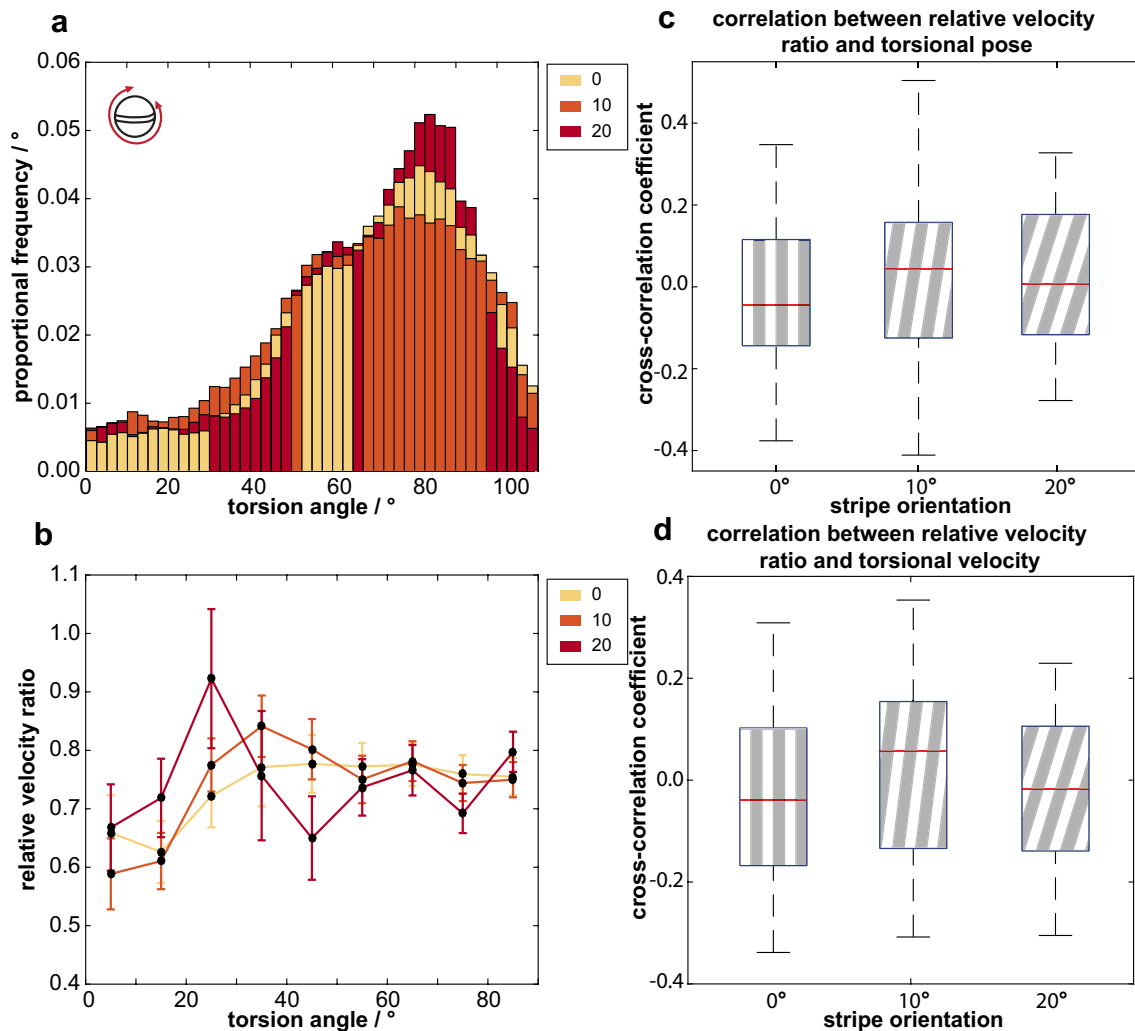 a
0.06
0.05
0.04
0.03
0.02
0.01
0.00
proportional frequency / °
0 20 40 60 80 100
torsion angle / °
0
10
20
b
1.1
1.0
0.9
0.8
0.7
0.6
0.5
0.4
relative velocity ratio
0 20 40 60 80
torsion angle / °
0
10
20
c correlation between relative velocity
ratio and torsional pose
0.4
0.2
0.0
-0.2
-0.4
cross-correlation coefficient
0° 10° 20°
stripe orientation
d correlation between relative velocity
ratio and torsional velocity
0.4
0.2
0.0
-0.2
-0.4
cross-correlation coefficient
0° 10° 20°
stripe orientation